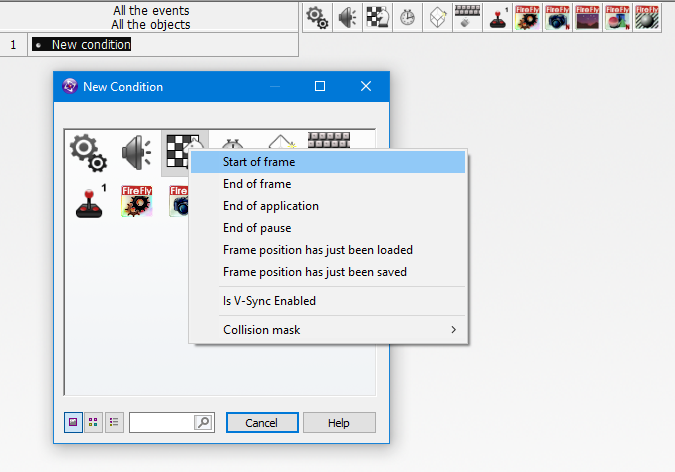 All the events
All the objects
1
New condition
1
FireFly
FireFly
FireFly
FireFly
FireFly
New Condition
1
FireFly
FireFly
Start of frame
End of frame
End of application
End of pause
Frame position has just been loaded
Frame position has just been saved
Is V-Sync Enabled
Collision mask
Cancel
Help